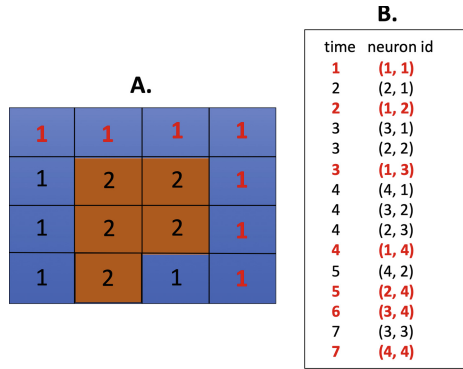 A.
1 1 1 1
1 2 2 1
1 2 2 1
1 2 1 1
B.
time neuron id
1 (1, 1)
2 (2, 1)
2 (1, 2)
3 (3, 1)
3 (2, 2)
3 (1, 3)
4 (4, 1)
4 (3, 2)
4 (2, 3)
4 (1, 4)
5 (4, 2)
5 (2, 4)
6 (3, 4)
7 (3, 3)
7 (4, 4)